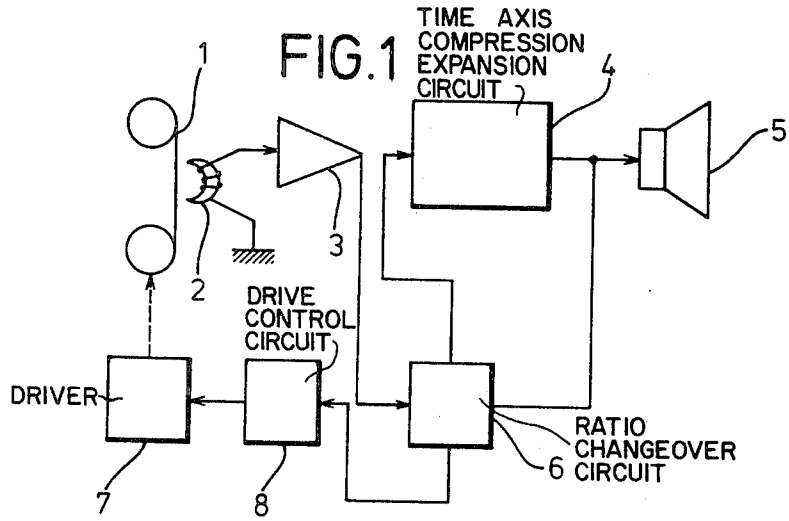 FIG.1
TIME AXIS
COMPRESSION
EXPANSION
CIRCUIT
1
2
3
4
5
DRIVE
CONTROL
CIRCUIT
DRIVER
7
8
6
RATIO
CHANGEOVER
CIRCUIT